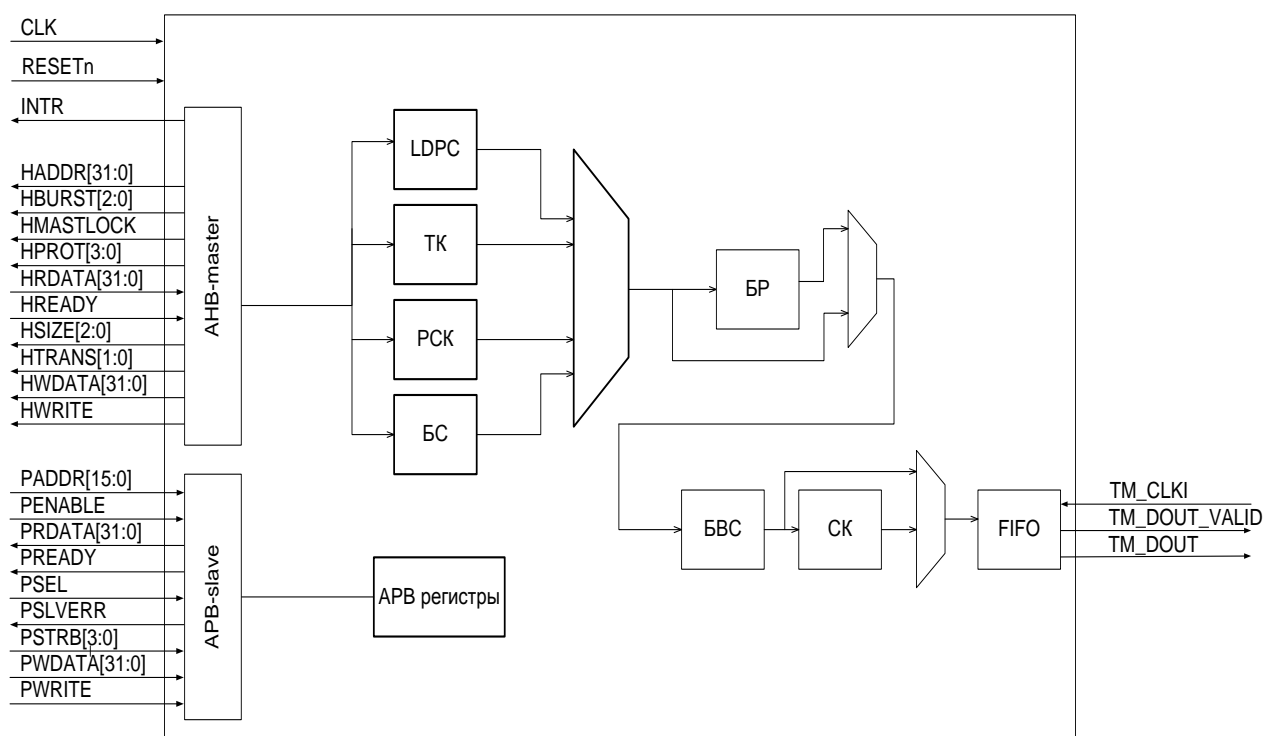 CLK
RESETn
INTR
HADDR[31:0]
HBURST[2:0]
HMASTLOCK
HPROT[3:0]
HRDATA[31:0]
HREADY
HSIZE[2:0]
HTRANS[1:0]
HWDATA[31:0]
HWRITE
AHB-master
PADDR[15:0]
PENABLE
PRDATA[31:0]
PREADY
PSEL
PSLVERR
PSTRB[3:0]
PWDATA[31:0]
PWRITE
APB-slave
LDPC
ТК
РСК
БС
БР
БВС
СК
FIFO
APB регистры
TM_CLKI
TM_DOUT_VALID
TM_DOUT